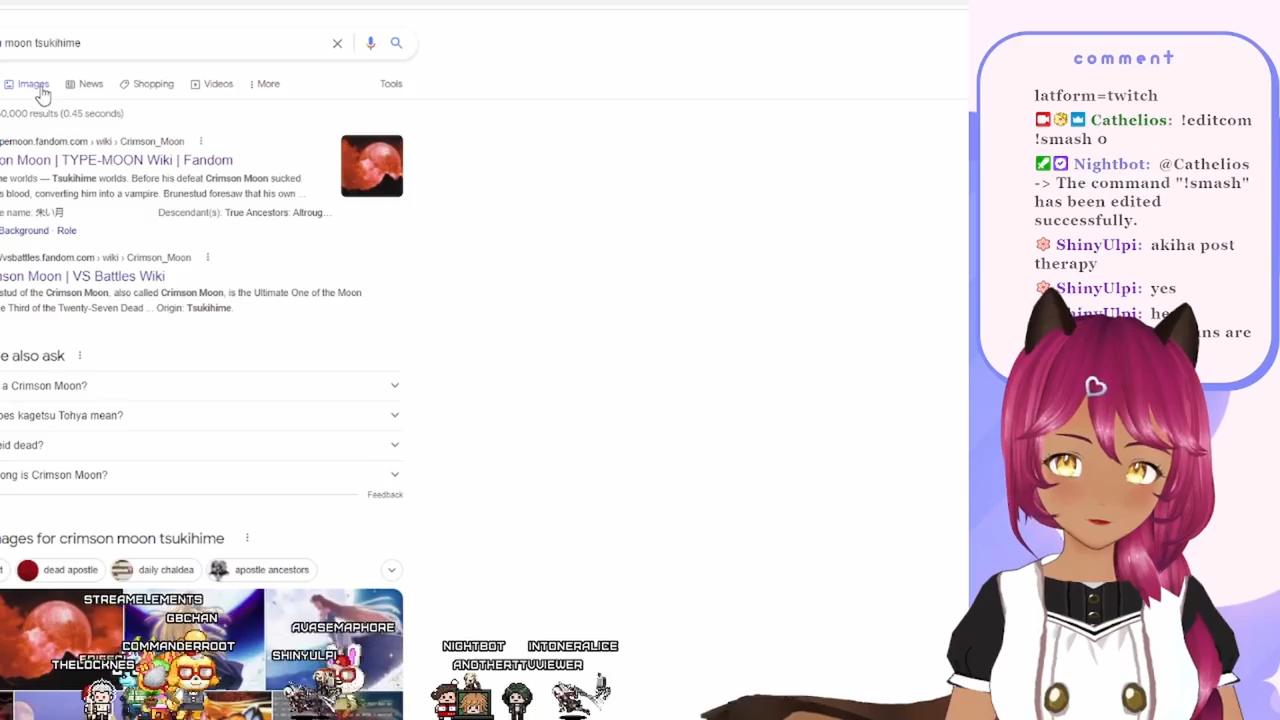 moon tsukihime
Images
News
Shopping
Videos
More
Tools
0,000 results (0.45 seconds)
pemoon.fandom.com › wiki › Crimson_Moon
on Moon | TYPE-MOON Wiki | Fandom
e worlds — Tsukihime worlds. Before his defeat Crimson Moon sucked
s blood, converting him into a vampire. Brunestud foresaw that his own ...
e name: 朱い月 Descendant(s): True Ancestors: Altroug...
Background · Role
/vsbattles.fandom.com › wiki › Crimson_Moon
nson Moon | VS Battles Wiki
stud of the Crimson Moon, also called Crimson Moon, is the Ultimate One of the Moon
e Third of the Twenty-Seven Dead ... Origin: Tsukihime.
e also ask
a Crimson Moon?
oes kagetsu Tohya mean?
eid dead?
ong is Crimson Moon?
Feedback
ages for crimson moon tsukihime
dead apostle
daily chaldea
apostle ancestors
STREAMELEMENTS
GBCHAN
AVASEMAPHORE
COMMANDERROOT
SHINYULPI
THELOCKNES
NIGHTBOT
INTONERALICE
ANOTHERTTVVIEWER
comment
latform=twitch
Cathelios: !editcom
!smash 0
Nightbot: @Cathelios
-> The command "!smash"
has been edited
successfully.
ShinyUlpi: akiha post
therapy
ShinyUlpi: yes
hinyUlpi: he
ns are